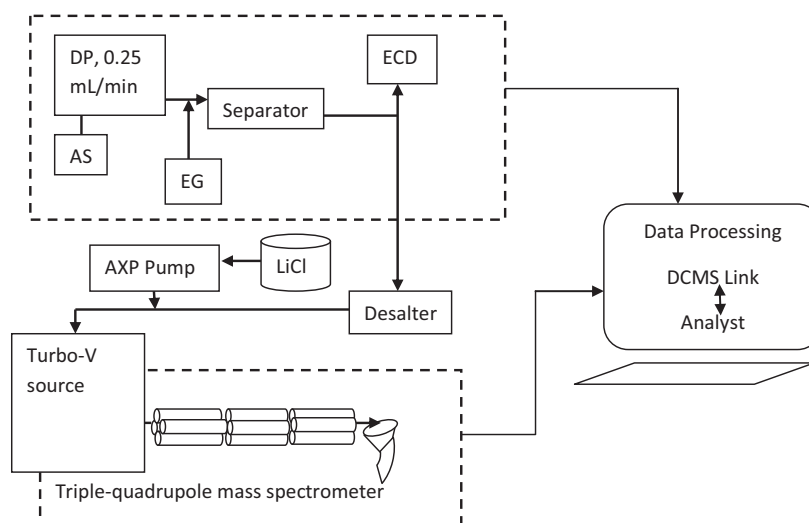 DP, 0.25
mL/min
ECD
Separator
AS
EG
Data Processing
DCMS Link
Analyst
AXP Pump
LiCl
Desalter
Turbo-V
source
Triple-quadrupole mass spectrometer